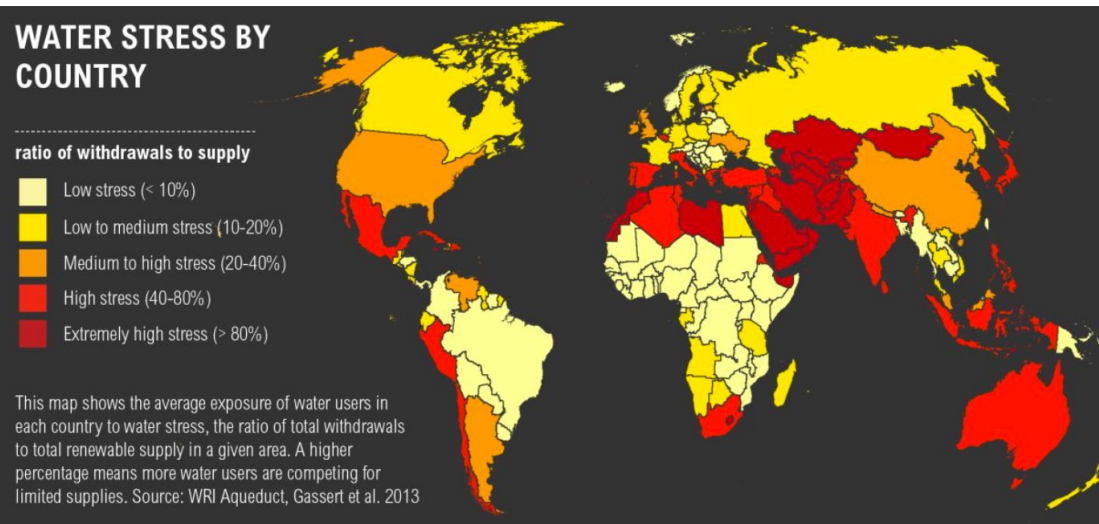 WATER STRESS BY
COUNTRY
ratio of withdrawals to supply
Low stress (< 10%)
Low to medium stress (10-20%)
Medium to high stress (20-40%)
High stress (40-80%)
Extremely high stress (> 80%)
This map shows the average exposure of water users in
each country to water stress, the ratio of total withdrawals
to total renewable supply in a given area. A higher
percentage means more water users are competing for
limited supplies. Source: WRI Aqueduct, Gassert et al. 2013